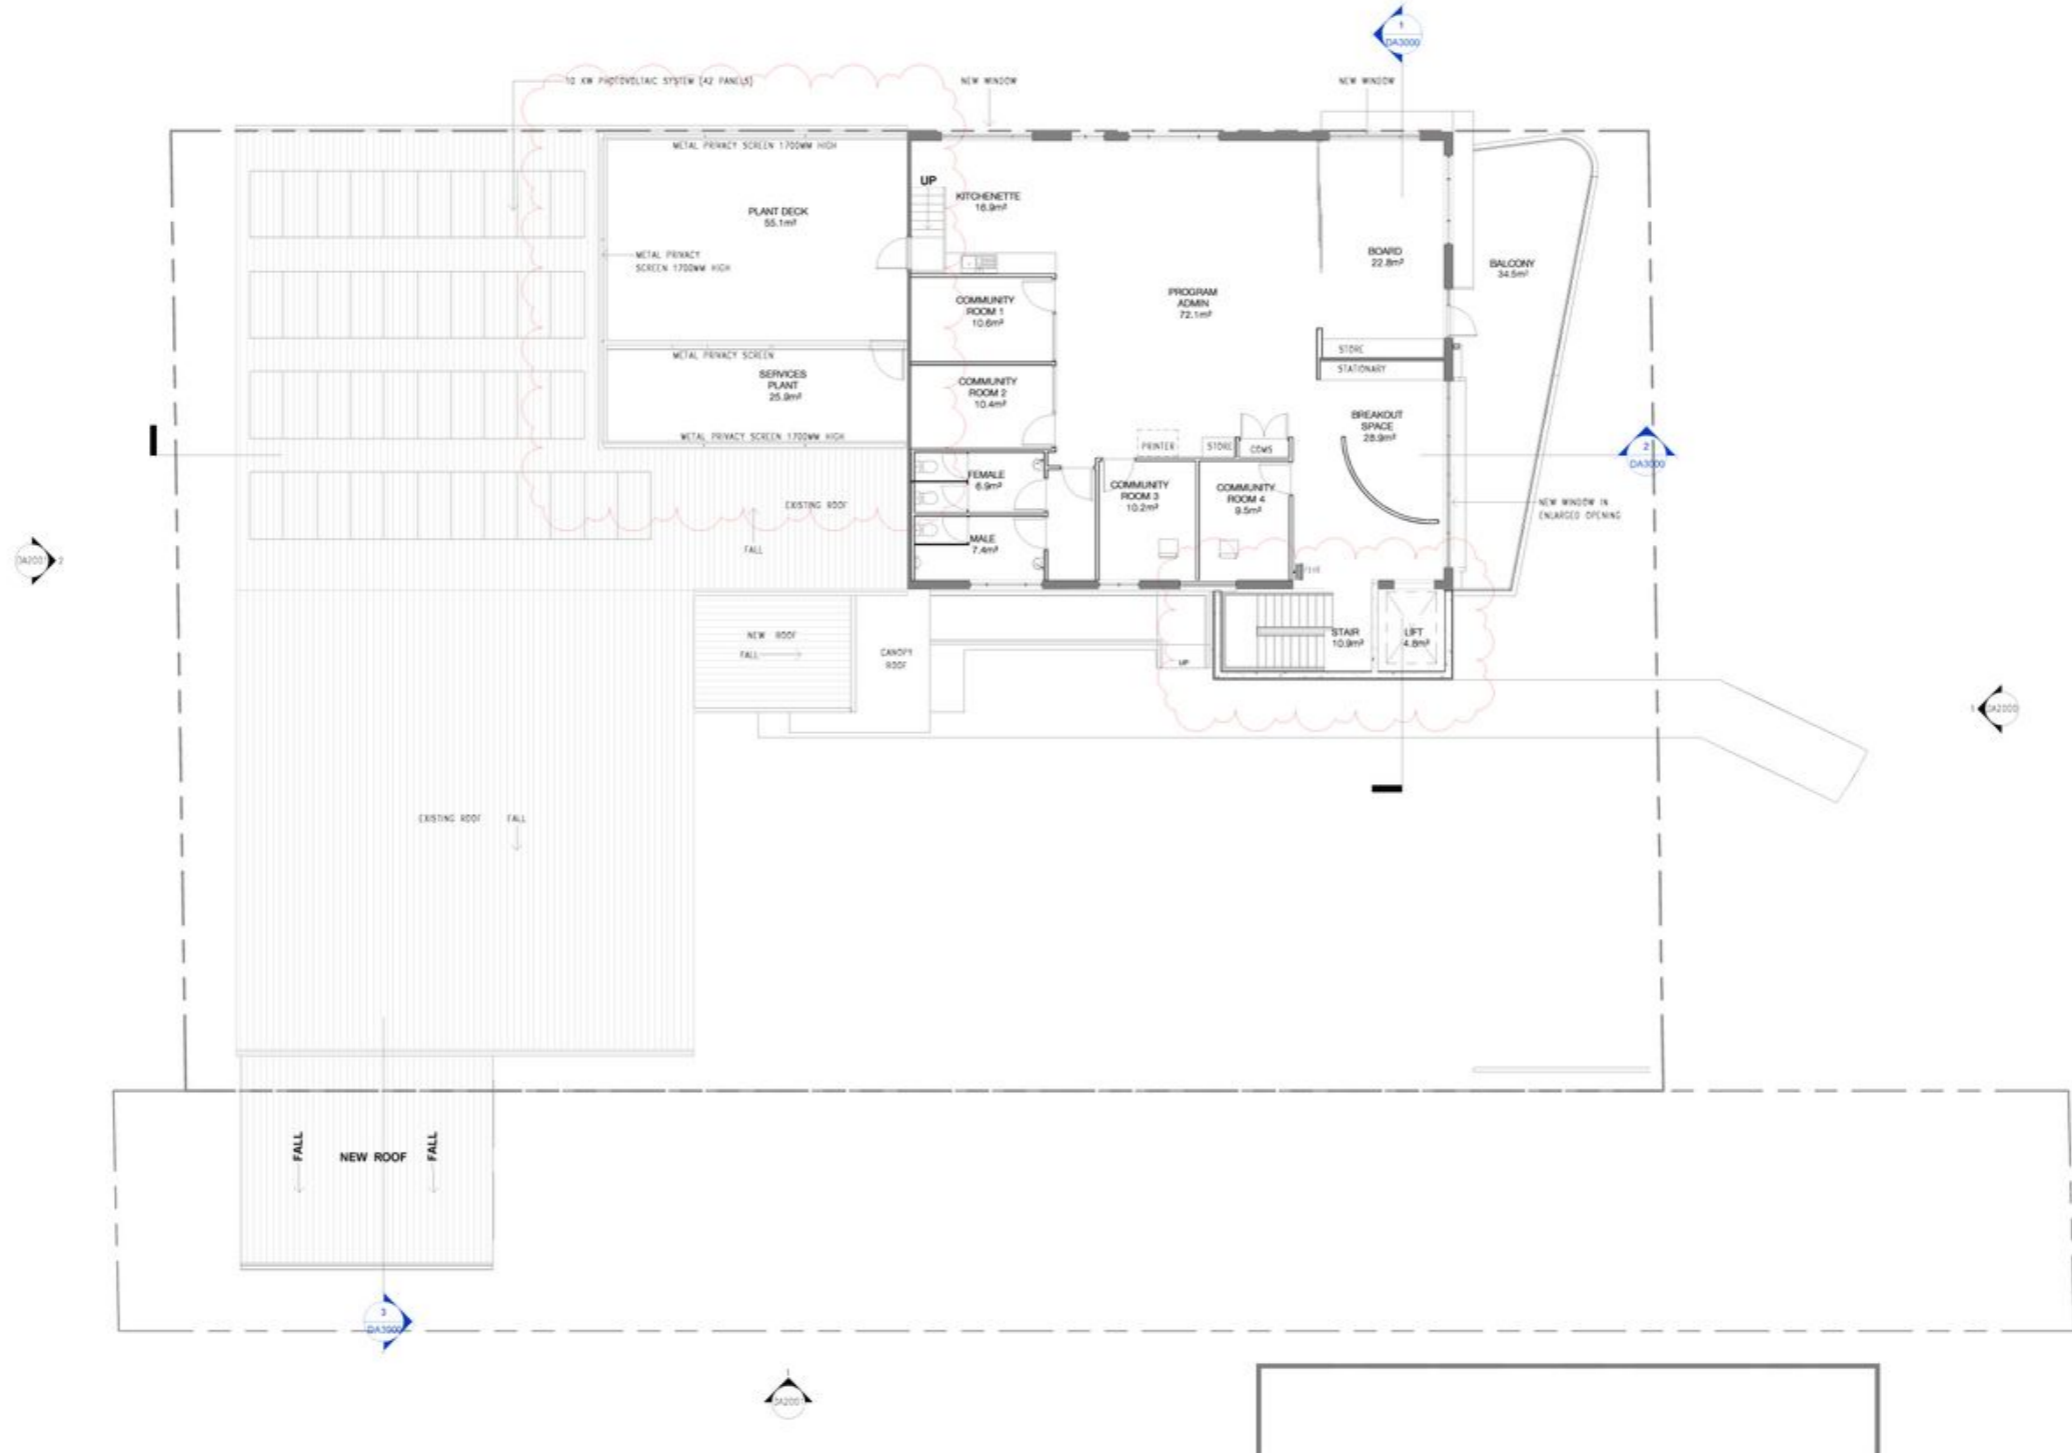 1
DA3000
10 KW PHOTOVOLTAIC SYSTEM (42 PANELS)
NEW WINDOW
NEW WINDOW
METAL PRIVACY SCREEN 1700MM HIGH
UP
KITCHENETTE
16.9m²
PLANT DECK
55.1m²
METAL PRIVACY
SCREEN 1700MM HIGH
BOARD
22.8m²
BALCONY
34.5m²
COMMUNITY
ROOM 1
10.6m²
PROGRAM
ADMIN
72.1m²
METAL PRIVACY SCREEN
STORE
STATIONARY
SERVICES
PLANT
25.9m²
COMMUNITY
ROOM 2
10.4m²
BREAKOUT
SPACE
28.9m²
METAL PRIVACY SCREEN 1700MM HIGH
PRINTER
STORE
COMS
2
DA3000
FEMALE
6.9m²
COMMUNITY
ROOM 3
10.2m²
COMMUNITY
ROOM 4
9.5m²
EXISTING ROOF
NEW WINDOW IN
ENLARGED OPENING
FALL
MALE
7.4m²
DA2001
2
NEW ROOF
FALL
CANOPY
ROOF
STAIR
10.9m²
LIFT
4.8m²
UP
1
DA2000
EXISTING ROOF
FALL
FALL
NEW ROOF
FALL
3
DA3000
1
DA2001